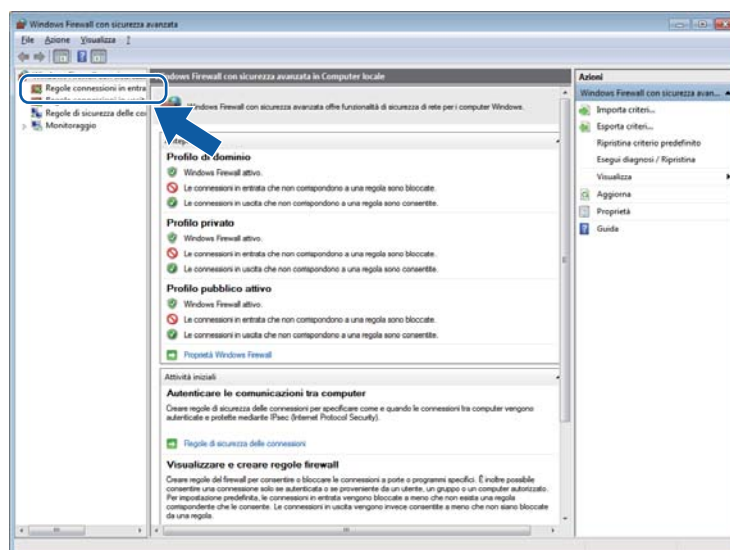 Windows Firewall con sicurezza avanzata
File Azione Visualizza ?
Regole connessioni in entra
Regole di sicurezza delle co
Monitoraggio
dows Firewall con sicurezza avanzata in Computer locale
Windows Firewall con sicurezza avanzata offre funzionalità di sicurezza di rete per i computer Windows.
Profilo di dominio
Windows Firewall attivo.
Le connessioni in entrata che non corrispondono a una regola sono bloccate.
Le connessioni in uscita che non corrispondono a una regola sono consentite.
Profilo privato
Windows Firewall attivo.
Le connessioni in entrata che non corrispondono a una regola sono bloccate.
Le connessioni in uscita che non corrispondono a una regola sono consentite.
Profilo pubblico attivo
Windows Firewall attivo.
Le connessioni in entrata che non corrispondono a una regola sono bloccate.
Le connessioni in uscita che non corrispondono a una regola sono consentite.
Proprietà Windows Firewall
Attività iniziali
Autenticare le comunicazioni tra computer
Creare regole di sicurezza delle connessioni per specificare come e quando le connessioni tra computer vengono
autenticate e protette mediante IPsec (Internet Protocol Security).
Regole di sicurezza delle connessioni
Visualizzare e creare regole firewall
Creare regole del firewall per consentire o bloccare le connessioni a porte o programmi specifici. È inoltre possibile
consentire una connessione solo se autenticata o se proveniente da un utente, un gruppo o un computer autorizzato.
Per impostazione predefinita, le connessioni in entrata vengono bloccate a meno che non esista una regola
corrispondente che le consente. Le connessioni in uscita vengono invece consentite a meno che non siano bloccate
da una regola.
Azioni
Windows Firewall con sicurezza avan...
Importa criteri...
Esporta criteri...
Ripristina criterio predefinito
Esegui diagnosi / Ripristina
Visualizza
Aggiorna
Proprietà
Guida